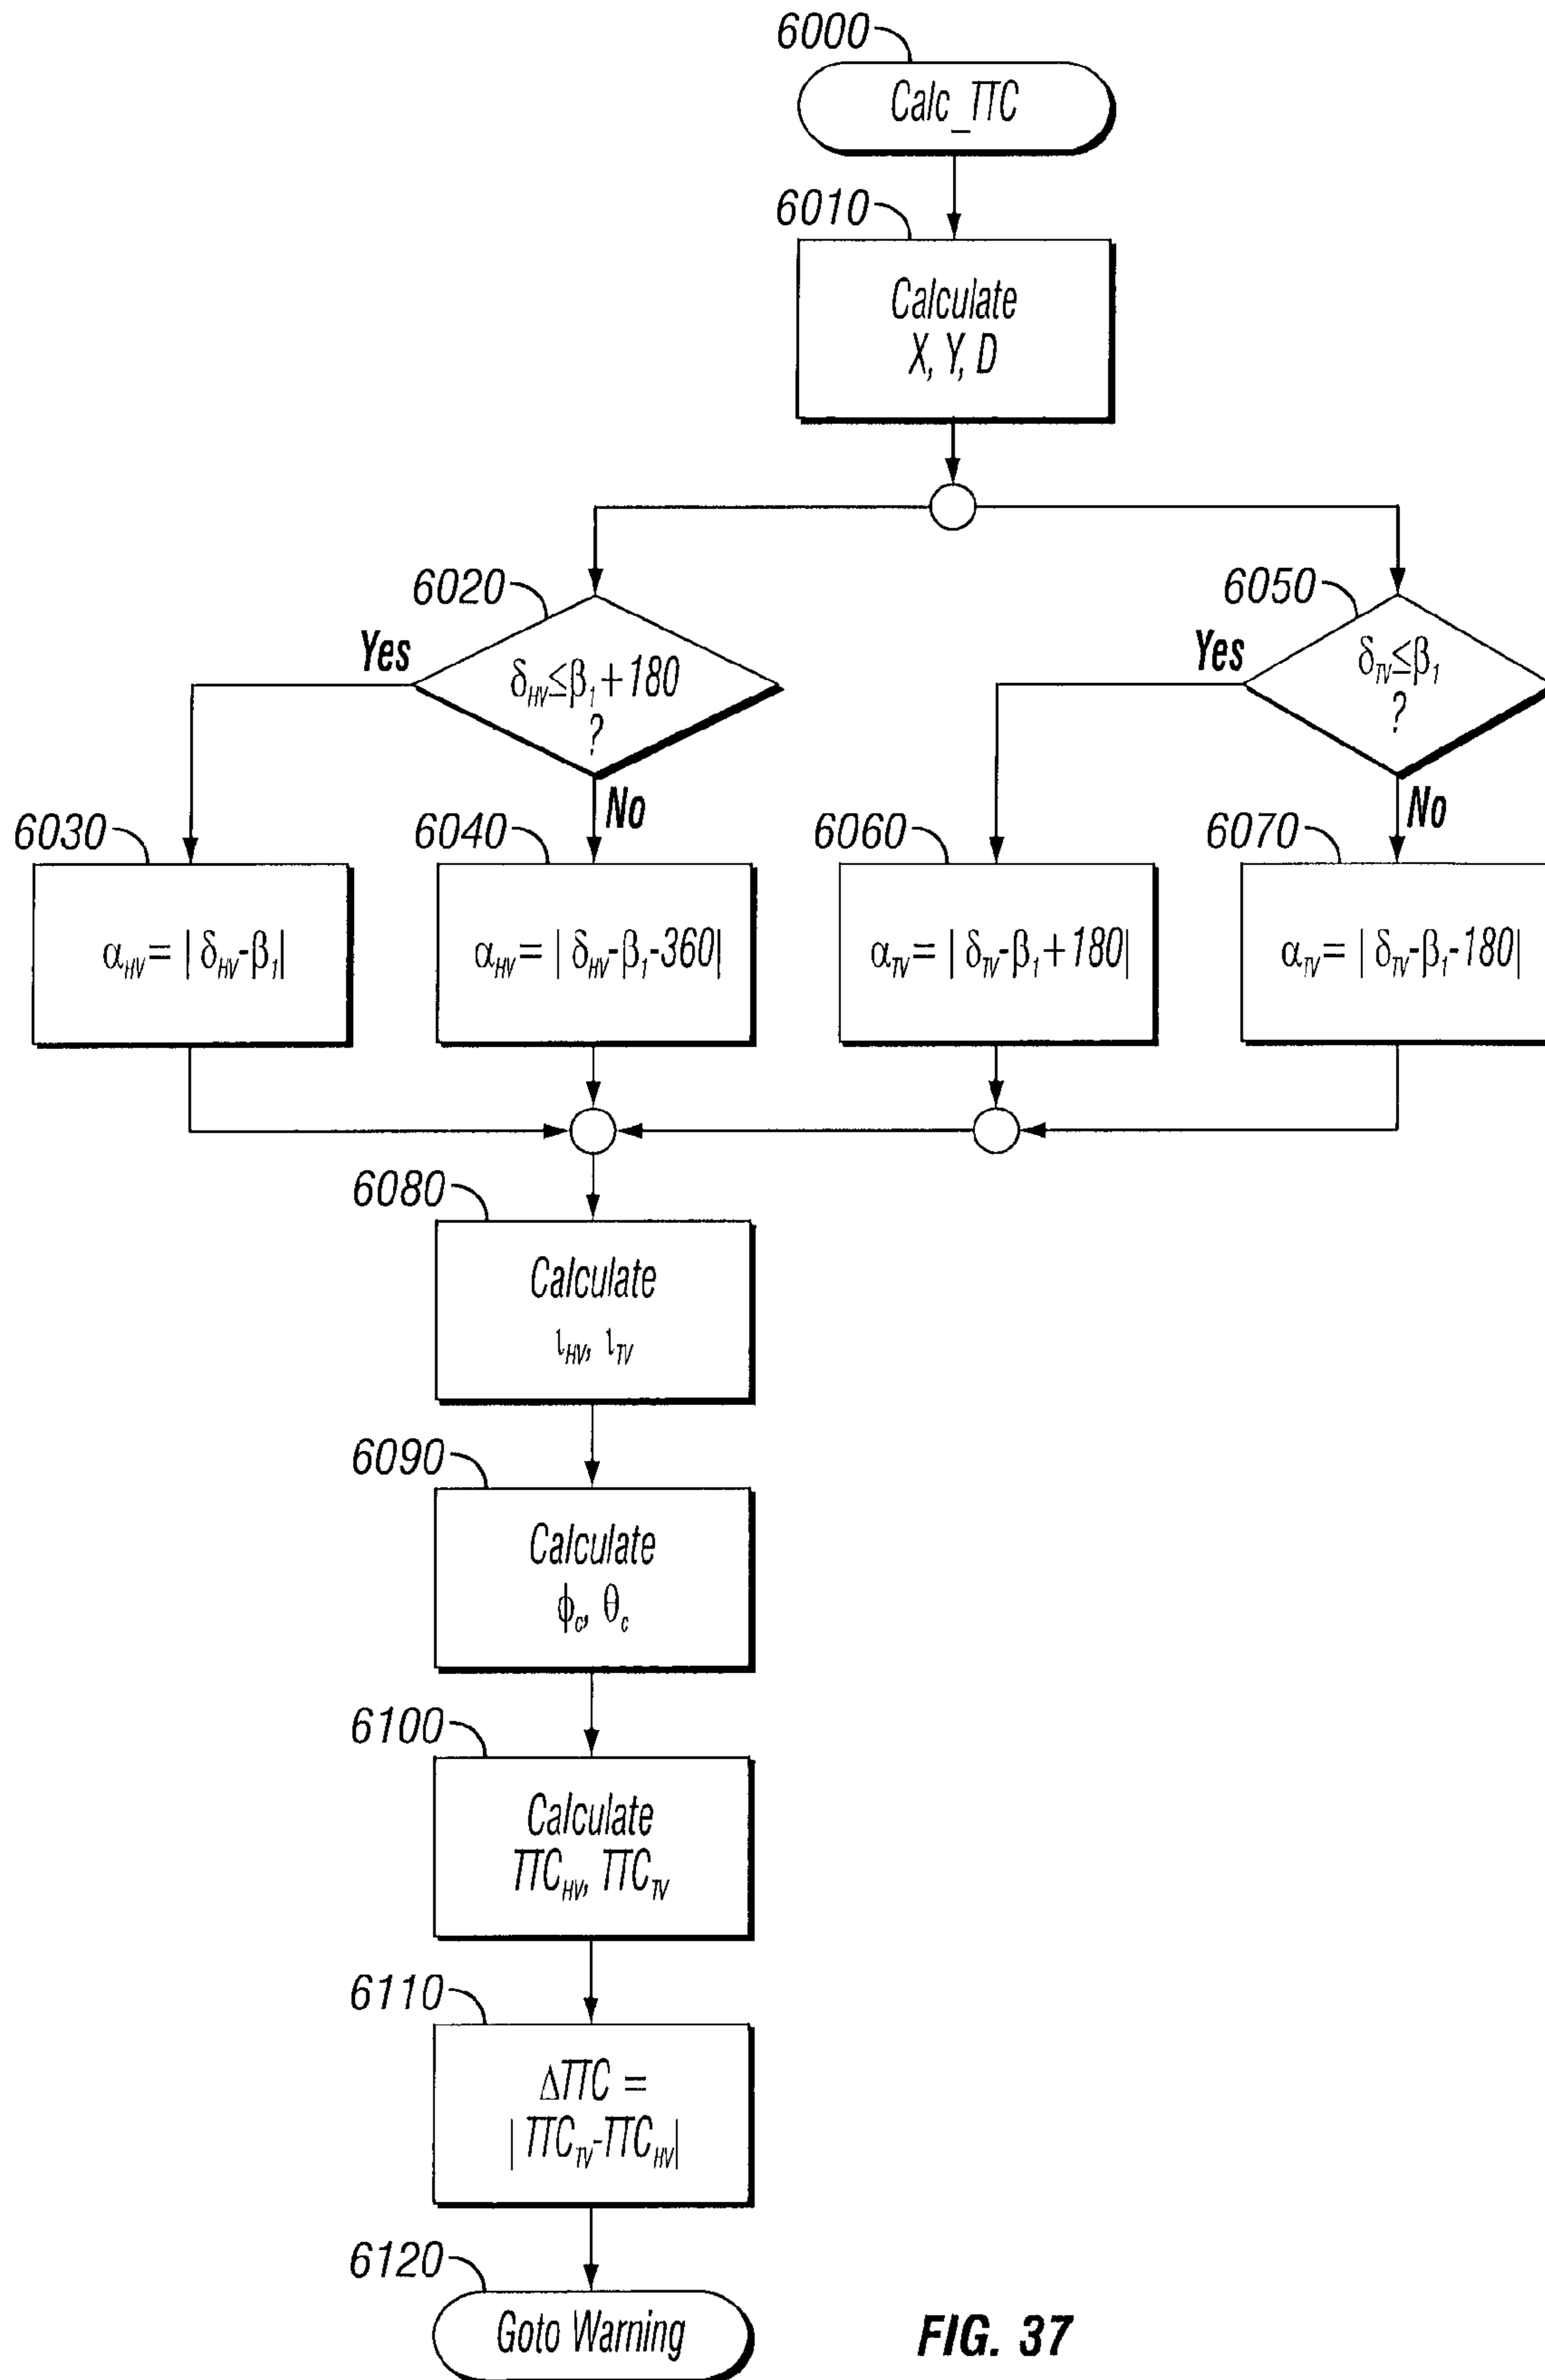 6000
Calc_TTC
6010
Calculate
X, Y, D
6020
Yes
δHV≤β1+180
?
No
6050
Yes
δTV≤β1
?
No
6030
αHV= | δHV-β1|
6040
αHV= | δHV-β1-360|
6060
αTV= | δTV-β1+180|
6070
αTV= | δTV-β1-180|
6080
Calculate
ιHV, ιTV
6090
Calculate
ϕc, θc
6100
Calculate
TTCHV, TTCTV
6110
ΔTTC =
| TTCTV-TTCHV|
6120
Goto Warning
FIG. 37